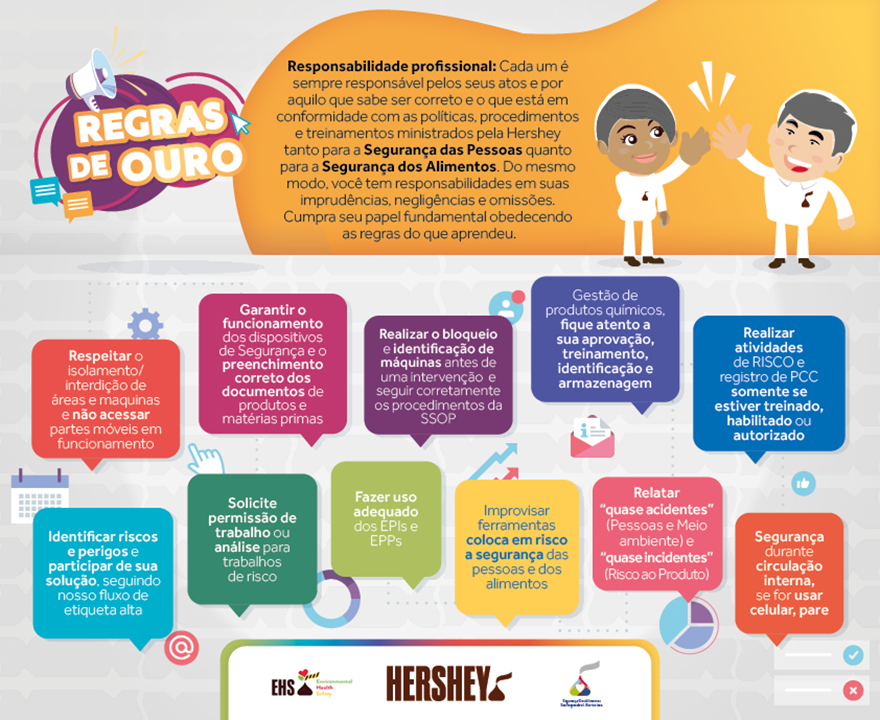 REGRAS
DE OURO
Responsabilidade profissional: Cada um é
sempre responsável pelos seus atos e por
aquilo que sabe ser correto e o que está em
conformidade com as políticas, procedimentos
e treinamentos ministrados pela Hershey
tanto para a Segurança das Pessoas quanto
para a Segurança dos Alimentos. Do mesmo
modo, você tem responsabilidades em suas
imprudências, negligências e omissões.
Cumpra seu papel fundamental obedecendo
as regras do que aprendeu.
Respeitar o
isolamento/
interdição de
áreas e maquinas
e não acessar
partes móveis em
funcionamento
Garantir o
funcionamento
dos dispositivos
de Segurança e o
preenchimento
correto dos
documentos de
produtos e
matérias primas
Realizar o bloqueio
e identificação de
máquinas antes de
uma intervenção e
seguir corretamente
os procedimentos da
SSOP
Gestão de
produtos químicos,
fique atento a
sua aprovação,
treinamento,
identificação e
armazenagem
Realizar
atividades
de RISCO e
registro de PCC
somente se
estiver treinado,
habilitado ou
autorizado
Identificar riscos
e perigos e
participar de sua
solução, seguindo
nosso fluxo de
etiqueta alta
Solicite
permissão de
trabalho ou
análise para
trabalhos
de risco
Fazer uso
adequado
dos EPIs e
EPPs
Improvisar
ferramentas
coloca em risco
a segurança das
pessoas e dos
alimentos
Relatar
"quase acidentes"
(Pessoas e Meio
ambiente) e
"quase incidentes"
(Risco ao Produto)
Segurança
durante
circulação
interna,
se for usar
celular, pare
@
EHS
Environmental
Health
Safety
HERSHEY